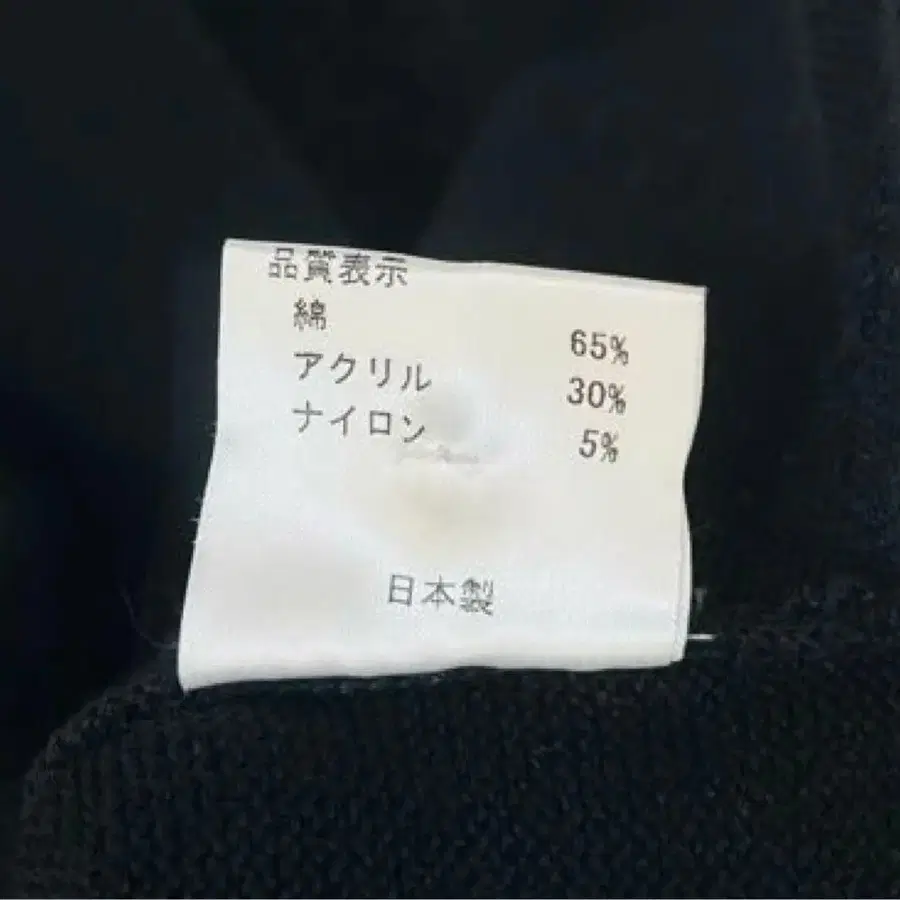 品質表示
綿 65%
アクリル 30%
ナイロン 5%
日本製